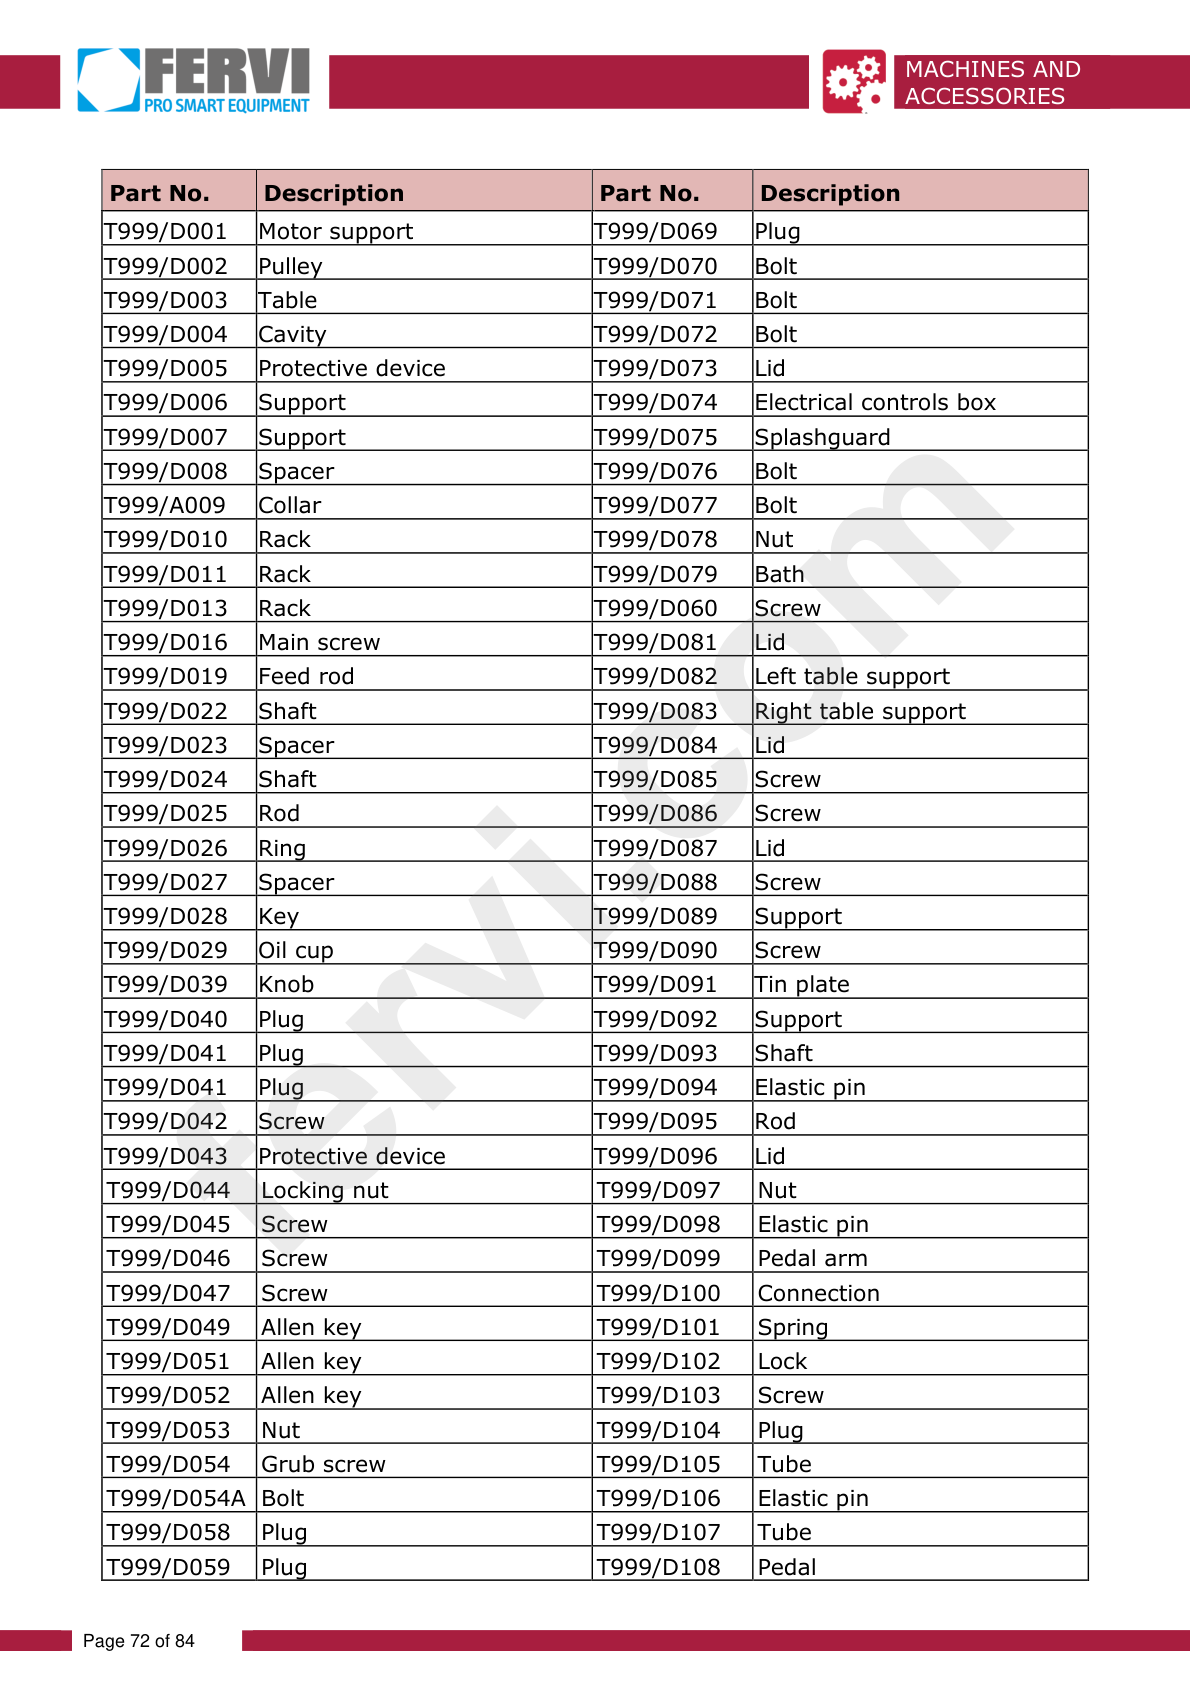 FERVI
PRO SMART EQUIPMENT
MACHINES AND
ACCESSORIES
Part No. Description Part No. Description
T999/D001 Motor support T999/D069 Plug
T999/D002 Pulley T999/D070 Bolt
T999/D003 Table T999/D071 Bolt
T999/D004 Cavity T999/D072 Bolt
T999/D005 Protective device T999/D073 Lid
T999/D006 Support T999/D074 Electrical controls box
T999/D007 Support T999/D075 Splashguard
T999/D008 Spacer T999/D076 Bolt
T999/A009 Collar T999/D077 Bolt
T999/D010 Rack T999/D078 Nut
T999/D011 Rack T999/D079 Bath
T999/D013 Rack T999/D060 Screw
T999/D016 Main screw T999/D081 Lid
T999/D019 Feed rod T999/D082 Left table support
T999/D022 Shaft T999/D083 Right table support
T999/D023 Spacer T999/D084 Lid
T999/D024 Shaft T999/D085 Screw
T999/D025 Rod T999/D086 Screw
T999/D026 Ring T999/D087 Lid
T999/D027 Spacer T999/D088 Screw
T999/D028 Key T999/D089 Support
T999/D029 Oil cup T999/D090 Screw
T999/D039 Knob T999/D091 Tin plate
T999/D040 Plug T999/D092 Support
T999/D041 Plug T999/D093 Shaft
T999/D041 Plug T999/D094 Elastic pin
T999/D042 Screw T999/D095 Rod
T999/D043 Protective device T999/D096 Lid
T999/D044 Locking nut T999/D097 Nut
T999/D045 Screw T999/D098 Elastic pin
T999/D046 Screw T999/D099 Pedal arm
T999/D047 Screw T999/D100 Connection
T999/D049 Allen key T999/D101 Spring
T999/D051 Allen key T999/D102 Lock
T999/D052 Allen key T999/D103 Screw
T999/D053 Nut T999/D104 Plug
T999/D054 Grub screw T999/D105 Tube
T999/D054A Bolt T999/D106 Elastic pin
T999/D058 Plug T999/D107 Tube
T999/D059 Plug T999/D108 Pedal
fervi.com
Page 72 of 84